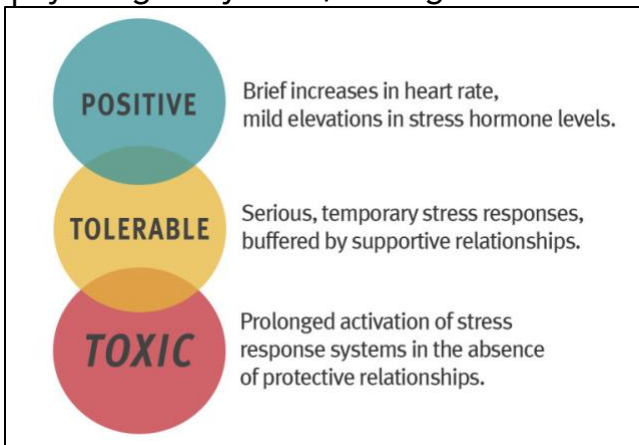 POSITIVE
Brief increases in heart rate,
mild elevations in stress hormone levels.
TOLERABLE
Serious, temporary stress responses,
buffered by supportive relationships.
TOXIC
Prolonged activation of stress
response systems in the absence
of protective relationships.